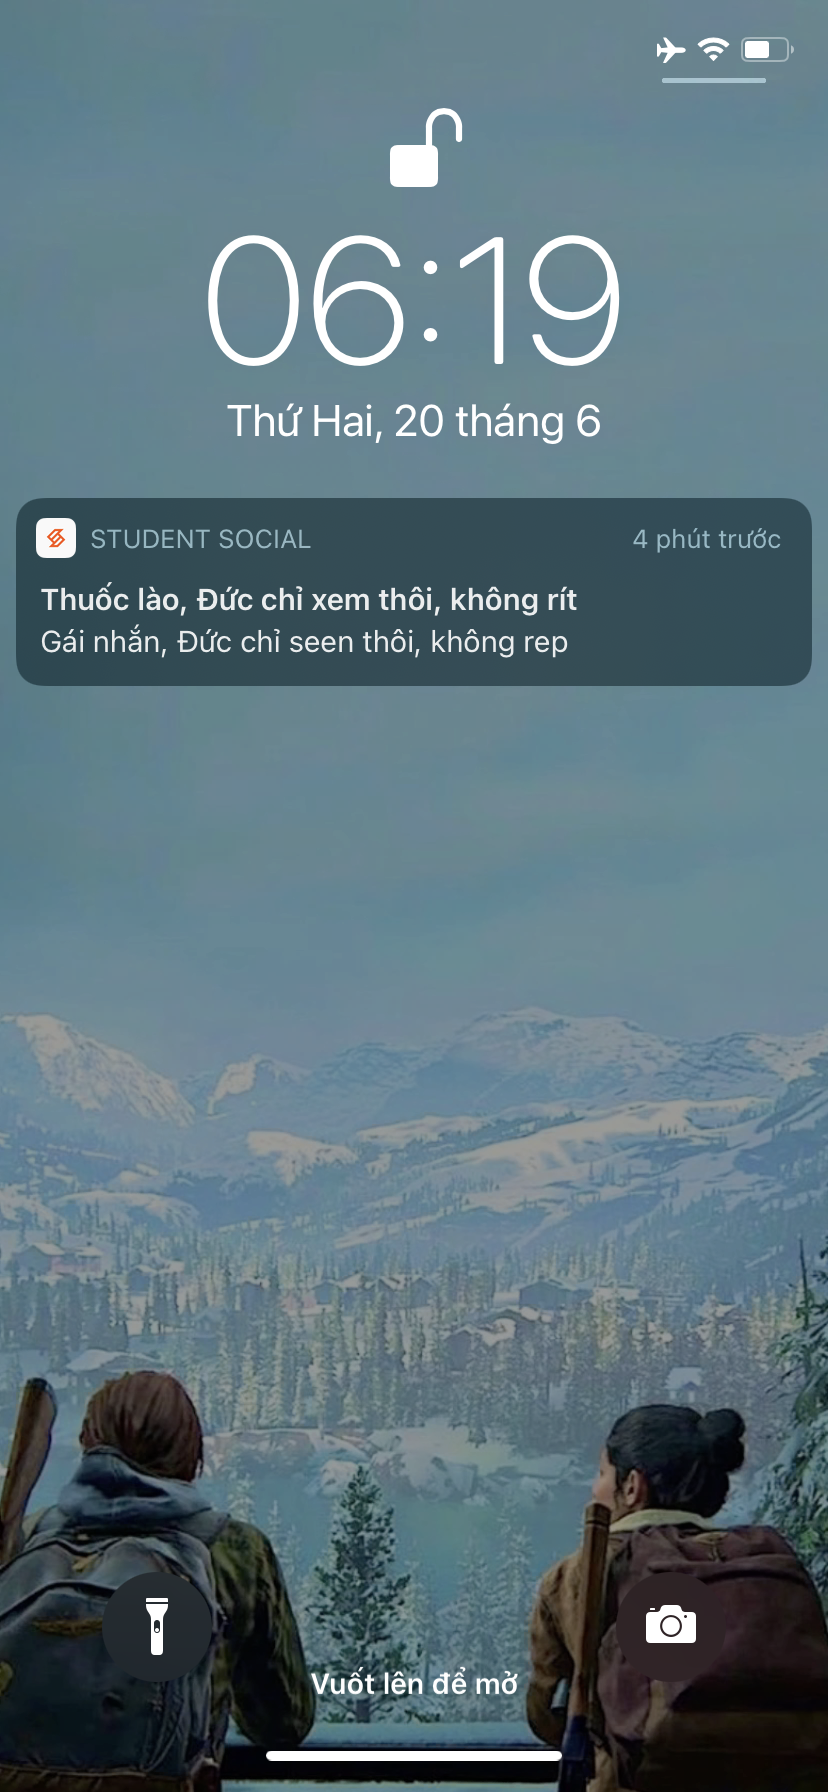 06:19
Thứ Hai, 20 tháng 6
STUDENT SOCIAL 4 phút trước
Thuốc lào, Đức chỉ xem thôi, không rít
Gái nhắn, Đức chỉ seen thôi, không rep
Vuốt lên để mở